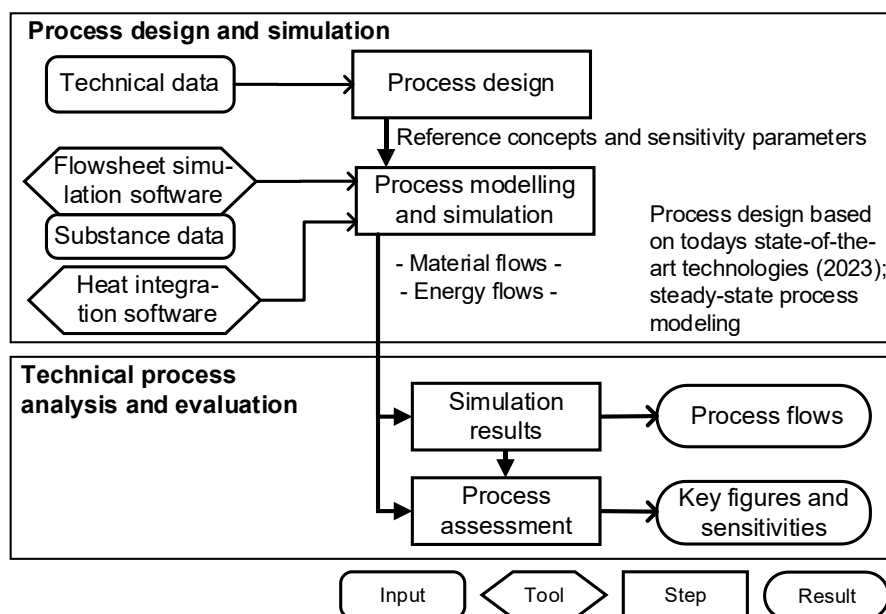 Process design and simulation
Technical data
Process design
Reference concepts and sensitivity parameters
Flowsheet simu-
lation software
Process modelling
and simulation
Substance data
Heat integra-
tion software
- Material flows -
- Energy flows -
Process design based
on todays state-of-the-
art technologies (2023);
steady-state process
modeling
Technical process
analysis and evaluation
Simulation
results
Process flows
Process
assessment
Key figures and
sensitivities
Input
Tool
Step
Result